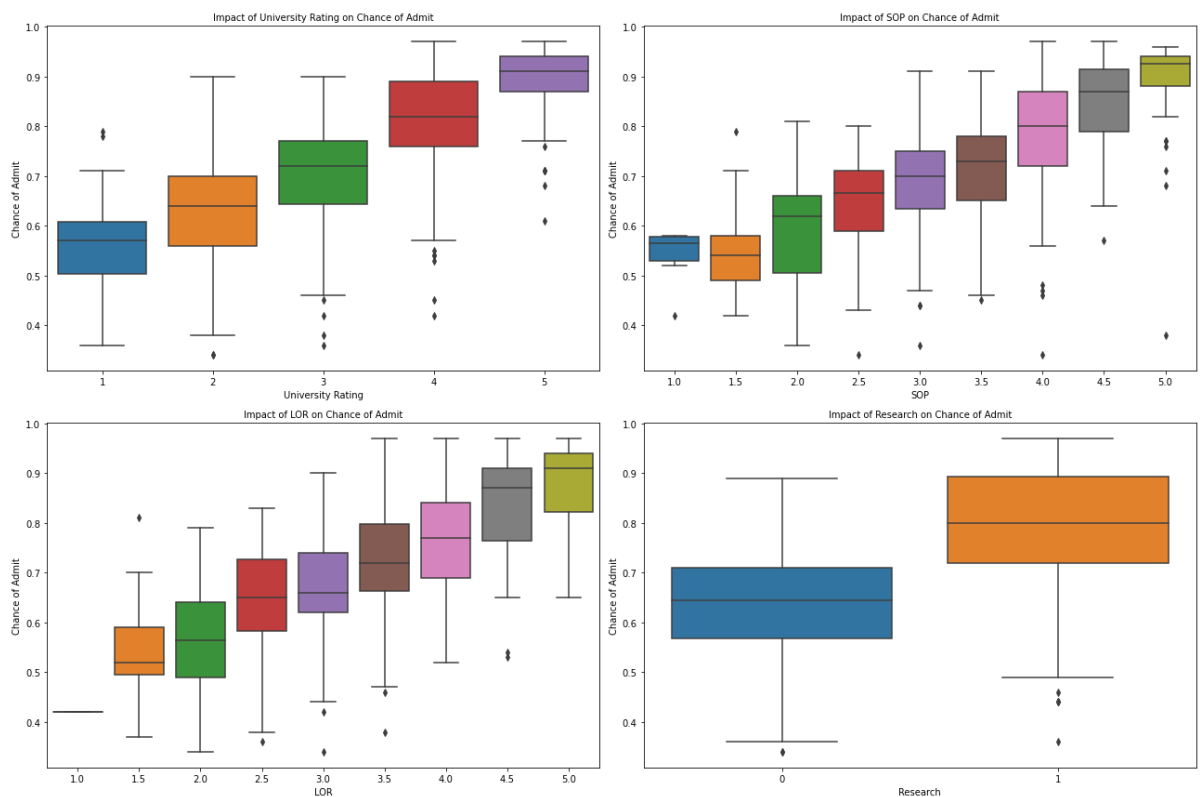 Impact of University Rating on Chance of Admit
1.0
0.9
0.8
0.7
0.6
0.5
0.4
Chance of Admit
1 2 3 4 5
University Rating
Impact of SOP on Chance of Admit
1.0
0.9
0.8
0.7
0.6
0.5
0.4
Chance of Admit
1.0 1.5 2.0 2.5 3.0 3.5 4.0 4.5 5.0
SOP
Impact of LOR on Chance of Admit
1.0
0.9
0.8
0.7
0.6
0.5
0.4
Chance of Admit
1.0 1.5 2.0 2.5 3.0 3.5 4.0 4.5 5.0
LOR
Impact of Research on Chance of Admit
1.0
0.9
0.8
0.7
0.6
0.5
0.4
Chance of Admit
0 1
Research